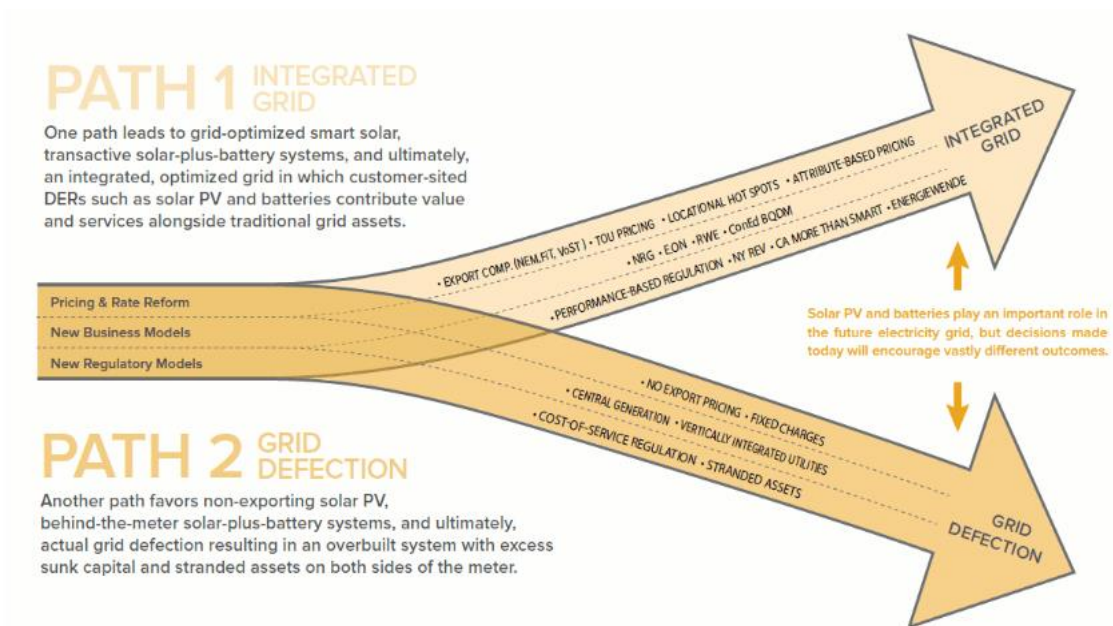 PATH 1 INTEGRATED
GRID
One path leads to grid-optimized smart solar,
transactive solar-plus-battery systems, and ultimately,
an integrated, optimized grid in which customer-sited
DERs such as solar PV and batteries contribute value
and services alongside traditional grid assets.
Pricing & Rate Reform
New Business Models
New Regulatory Models
• EXPORT COMP. (NEM,FIT, VoST) • TOU PRICING • LOCATIONAL HOT SPOTS • ATTRIBUTE-BASED PRICING
• NRG • E.ON • RWE • ConEd BQDM
• PERFORMANCE-BASED REGULATION • NY REV • CA MORE THAN SMART • ENERGIEWENDE
INTEGRATED
GRID
Solar PV and batteries play an important role in
the future electricity grid, but decisions made
today will encourage vastly different outcomes.
• NO EXPORT PRICING • FIXED CHARGES
• CENTRAL GENERATION • VERTICALLY INTEGRATED UTILITIES
• COST-OF-SERVICE REGULATION • STRANDED ASSETS
GRID
DEFECTION
PATH 2 GRID
DEFECTION
Another path favors non-exporting solar PV,
behind-the-meter solar-plus-battery systems, and ultimately,
actual grid defection resulting in an overbuilt system with excess
sunk capital and stranded assets on both sides of the meter.